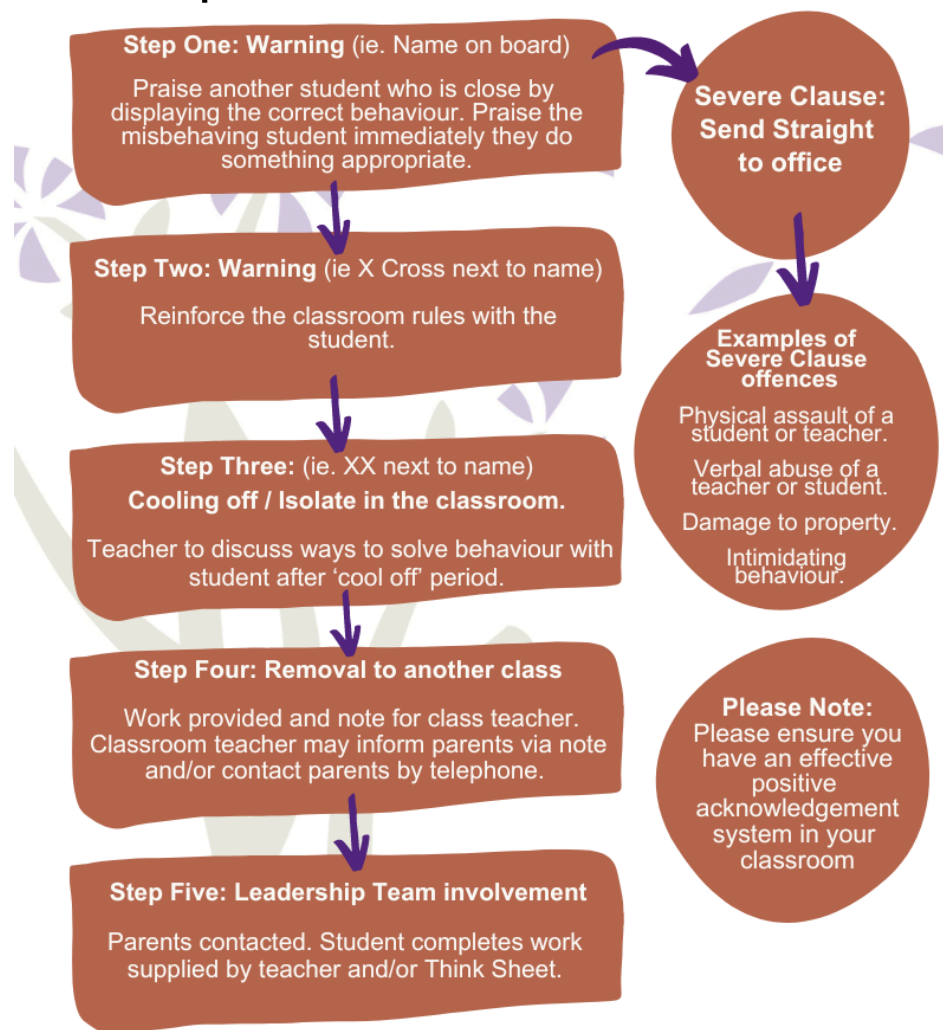 Step One: Warning (ie. Name on board)
Praise another student who is close by
displaying the correct behaviour. Praise the
misbehaving student immediately they do
something appropriate.
Severe Clause:
Send Straight
to office
Step Two: Warning (ie X Cross next to name)
Reinforce the classroom rules with the
student.
Examples of
Severe Clause
offences
Physical assault of a
student or teacher.
Verbal abuse of a
teacher or student.
Damage to property.
Intimidating
behaviour.
Step Three: (ie. XX next to name)
Cooling off / Isolate in the classroom.
Teacher to discuss ways to solve behaviour with
student after ‘cool off’ period.
Step Four: Removal to another class
Work provided and note for class teacher.
Classroom teacher may inform parents via note
and/or contact parents by telephone.
Please Note:
Please ensure you
have an effective
positive
acknowledgement
system in your
classroom
Step Five: Leadership Team involvement
Parents contacted. Student completes work
supplied by teacher and/or Think Sheet.